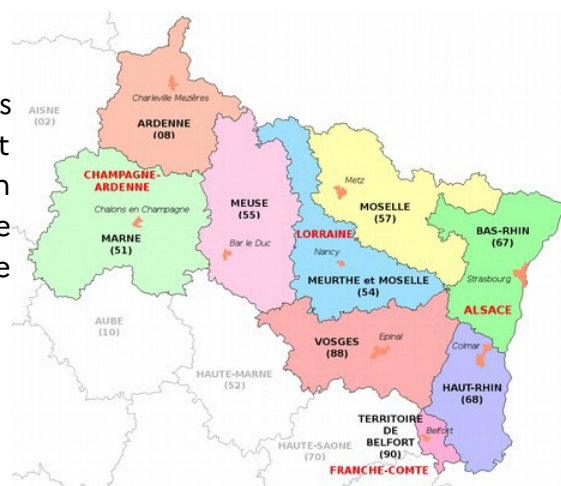 s
t
n
e
e
AISNE
(02)
Charleville Mezières
ARDENNE
(08)
CHAMPAGNE-
ARDENNE
Chalons en Champagne
MARNE
(51)
MEUSE
(55)
Bar le Duc
Metz
MOSELLE
(57)
LORRAINE
Nancy
MEURTHE et MOSELLE
(54)
BAS-RHIN
(67)
Strasbourg
ALSACE
AUBE
(10)
VOSGES
(88)
Epinal
Colmar
HAUT-RHIN
(68)
HAUTE-MARNE
(52)
TERRITOIRE
DE
BELFORT
(90)
Belfort
HAUTE-SAONE
(70)
FRANCHE-COMTE